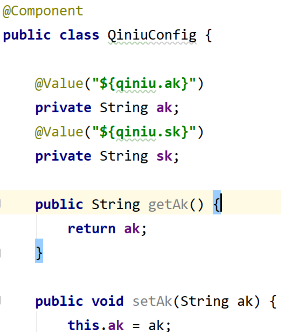 @Component
public class QiniuConfig {
@Value("${qiniu.ak}")
private String ak;
@Value("${qiniu.sk}")
private String sk;
public String getAk() {
return ak;
}
public void setAk(String ak) {
this.ak = ak;